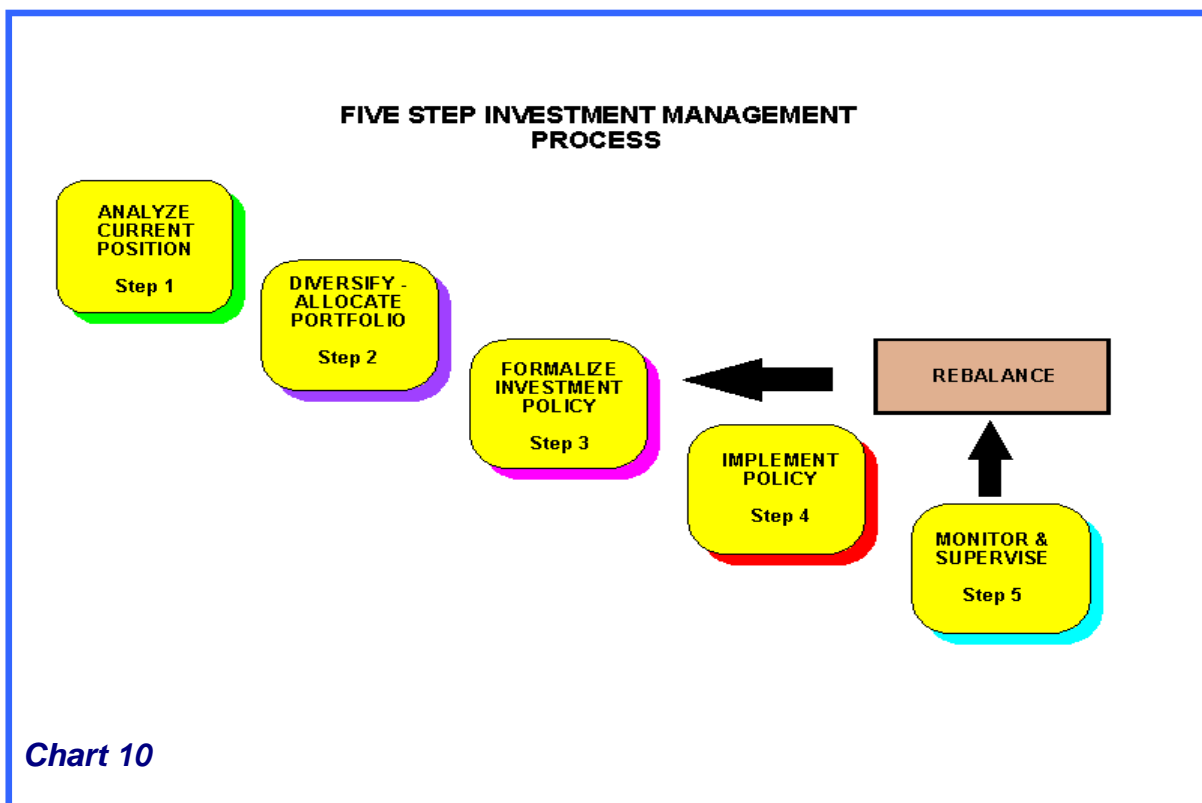 FIVE STEP INVESTMENT MANAGEMENT
PROCESS
ANALYZE
CURRENT
POSITION
Step 1
DIVERSIFY -
ALLOCATE
PORTFOLIO
Step 2
FORMALIZE
INVESTMENT
POLICY
Step 3
IMPLEMENT
POLICY
Step 4
MONITOR &
SUPERVISE
Step 5
REBALANCE
Chart 10